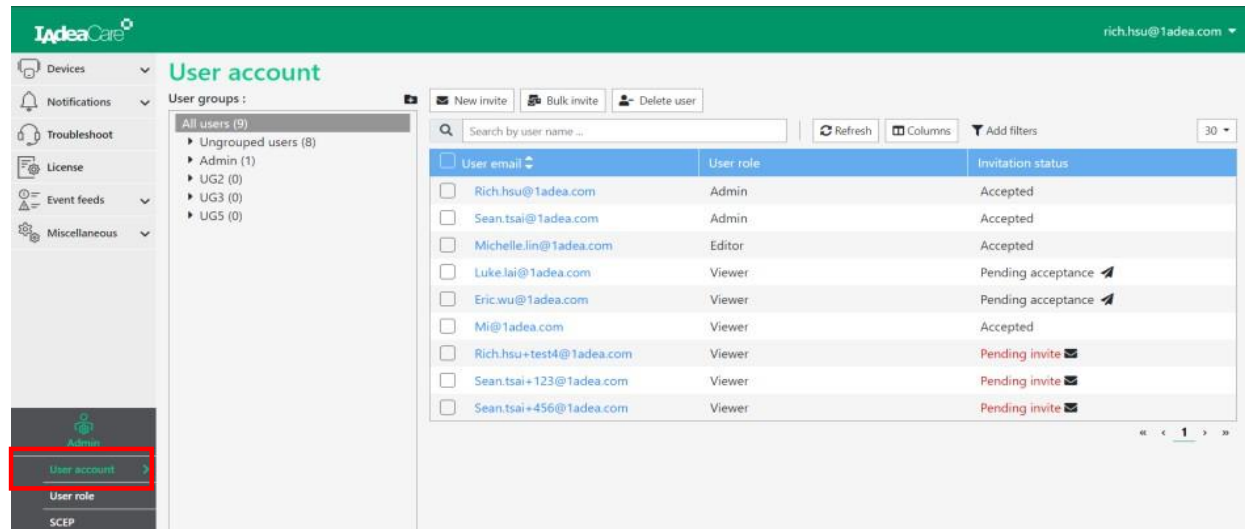 IAdeaCare
rich.hsu@1adea.com
Devices
Notifications
Troubleshoot
License
Event feeds
Miscellaneous
Admin
User account
User role
SCEP
User account
User groups :
All users (9)
Ungrouped users (8)
Admin (1)
UG2 (0)
UG3 (0)
UG5 (0)
New invite Bulk invite Delete user
Search by user name ... Refresh Columns Add filters 30
User email User role Invitation status
Rich.hsu@1adea.com Admin Accepted
Sean.tsai@1adea.com Admin Accepted
Michelle.lin@1adea.com Editor Accepted
Luke.lai@1adea.com Viewer Pending acceptance
Eric.wu@1adea.com Viewer Pending acceptance
Mi@1adea.com Viewer Accepted
Rich.hsu+test4@1adea.com Viewer Pending invite
Sean.tsai+123@1adea.com Viewer Pending invite
Sean.tsai+456@1adea.com Viewer Pending invite
« ‹ 1 › »